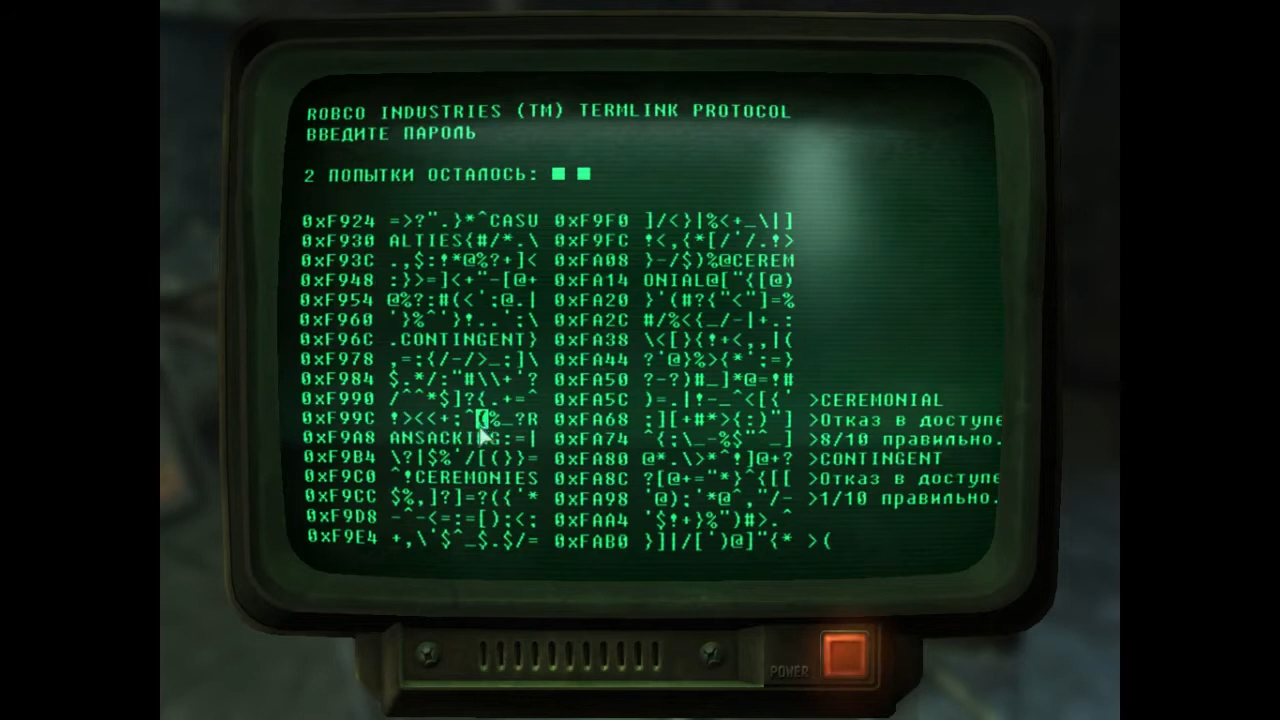 ROBCO INDUSTRIES (TM) TERMLINK PROTOCOL
ВВЕДИТЕ ПАРОЛЬ
2 ПОПЫТКИ ОСТАЛОСЬ: ■ ■
0xF924 =>?".}*^CASU 0xF9F0 ]/<}|%<+_\|]
0xF930 ALTIES{#/*.\ 0xF9FC !<,{*[/'/.!>
0xF93C .,$:!*@%?+]< 0xFA08 }-/$)%@CEREM
0xF948 :}>=]<+"-[@+ 0xFA14 ONIAL@["{[@)
0xF954 @%?:#(<';@.| 0xFA20 }'(#?{"<"]=%
0xF960 '}%^'}!..':\ 0xFA2C #/%<{_/-|+.:
0xF96C .CONTINGENT} 0xFA38 \<[}{!+<,,|(
0xF978 ,=:{/-/>_:]\ 0xFA44 ?'@}%>{*':=}
0xF984 $.*/:"#\\+'? 0xFA50 ?-?)#_]*@=!#
0xF990 /^^*$]?{.+=^ 0xFA5C )=.|!-_^<[{' >CEREMONIAL
0xF99C !><<+;^(%_?R 0xFA68 ;][+#*>{:)"] >Отказ в доступе
0xF9A8 ANSACKING:=| 0xFA74 ^{;\_-%$"^_] >8/10 правильно.
0xF9B4 \?|$%'/[(}}= 0xFA80 @*.\>*^!]@+? >CONTINGENT
0xF9C0 ^!CEREMONIES 0xFA8C ?[@+="*}^{[[ >Отказ в доступе
0xF9CC $%,]?]=?({'* 0xFA98 '@);'*@^,"/- >1/10 правильно.
0xF9D8 -^-<=:=[);<; 0xFAA4 '$!+}%")#>.^
0xF9E4 +,\'$^_$.$/= 0xFAB0 }]|/[')@]"{* >(
POWER